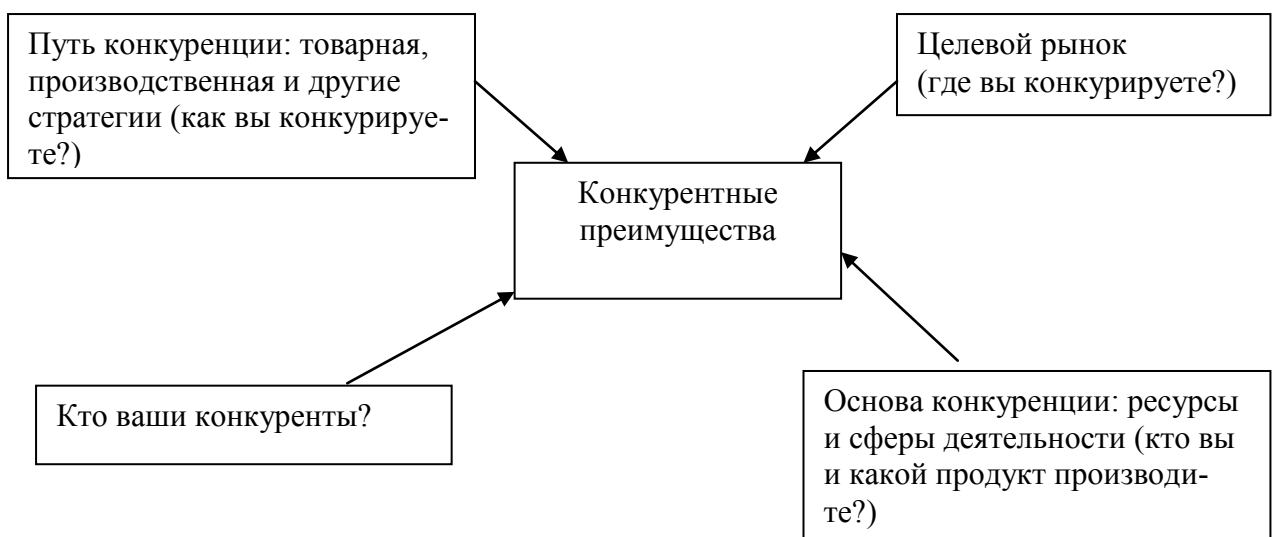 Путь конкуренции: товарная,
производственная и другие
стратегии (как вы конкурируе-
те?)
Целевой рынок
(где вы конкурируете?)
Конкурентные
преимущества
Кто ваши конкуренты?
Основа конкуренции: ресурсы
и сферы деятельности (кто вы
и какой продукт производи-
те?)